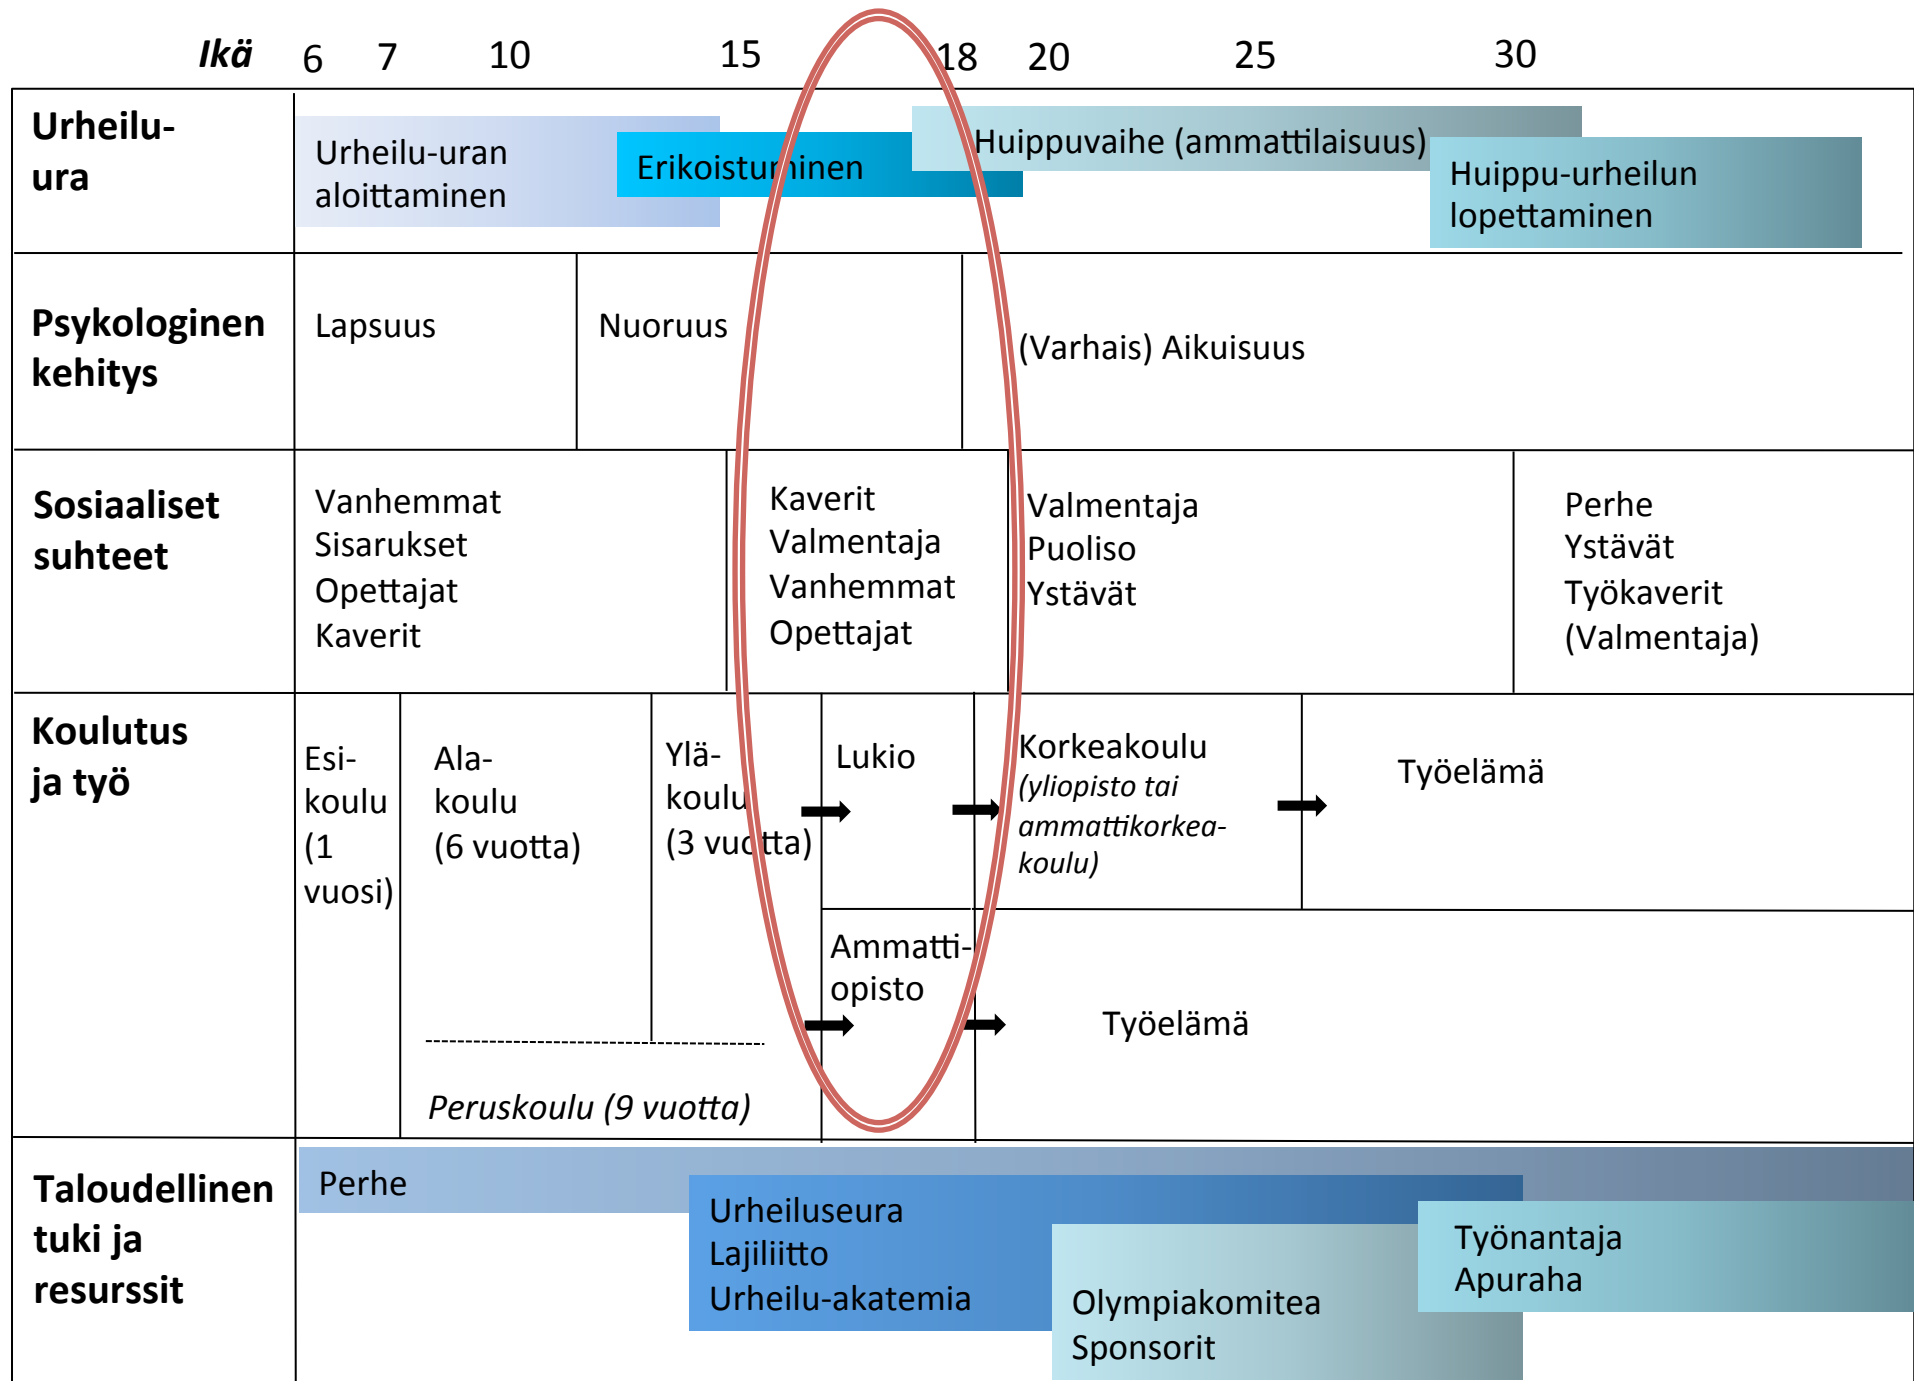 Ikä 6 7 10 15 18 20 25 30
Urheilu-
ura
Urheilu-uran
aloittaminen
Erikoistuminen
Huippuvaihe (ammattilaisuus)
Huippu-urheilun
lopettaminen
Psykologinen
kehitys
Lapsuus
Nuoruus
(Varhais) Aikuisuus
Sosiaaliset
suhteet
Vanhemmat
Sisarukset
Opettajat
Kaverit
Kaverit
Valmentaja
Vanhemmat
Opettajat
Valmentaja
Puoliso
Ystävät
Perhe
Ystävät
Työkaverit
(Valmentaja)
Koulutus
ja työ
Esi-
koulu
(1
vuosi)
Ala-
koulu
(6 vuotta)
Ylä-
koulu
(3 vuotta)
Peruskoulu (9 vuotta)
Lukio
Korkeakoulu
(yliopisto tai
ammattikorkea-
koulu)
Työelämä
Ammatti-
opisto
Työelämä
Taloudellinen
tuki ja
resurssit
Perhe
Urheiluseura
Lajiliitto
Urheilu-akatemia
Olympiakomitea
Sponsorit
Työnantaja
Apuraha